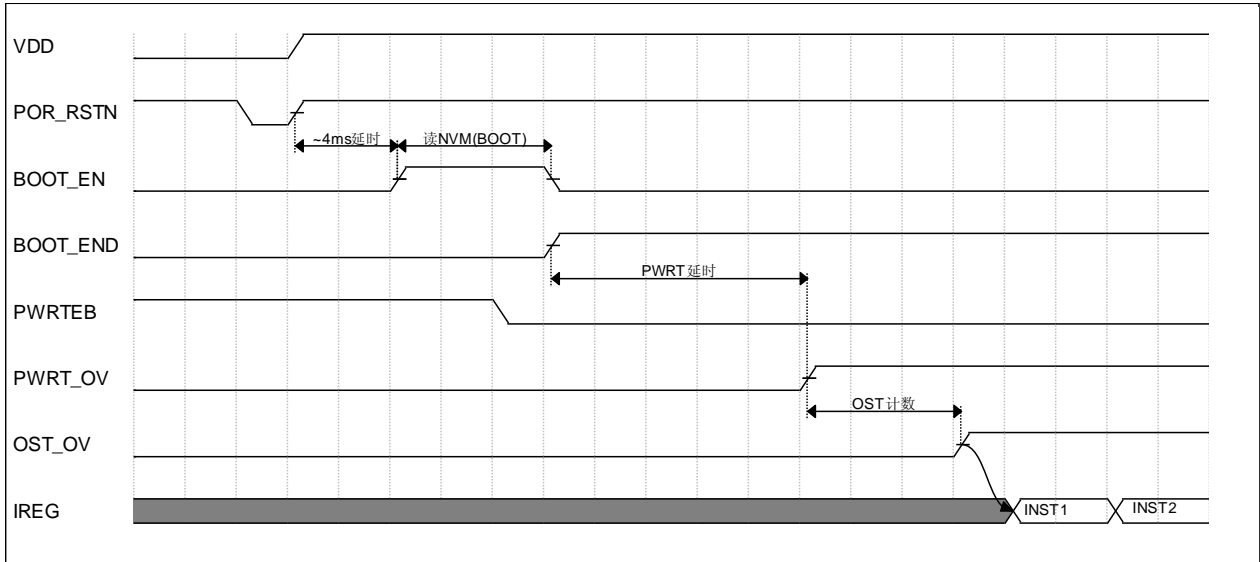 VDD
POR_RSTN
~4ms延时
读NVM(BOOT)
BOOT_EN
BOOT_END
PWRT延时
PWRTEB
PWRT_OV
OST计数
OST_OV
IREG
INST1
INST2